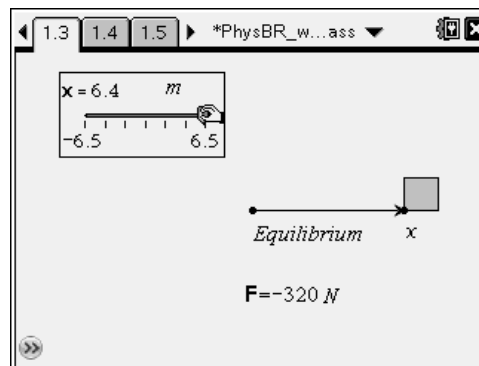 1.3 1.4 1.5 *PhysBR_w...ass
x = 6.4 m
-6.5 6.5
Equilibrium x
F=-320 N